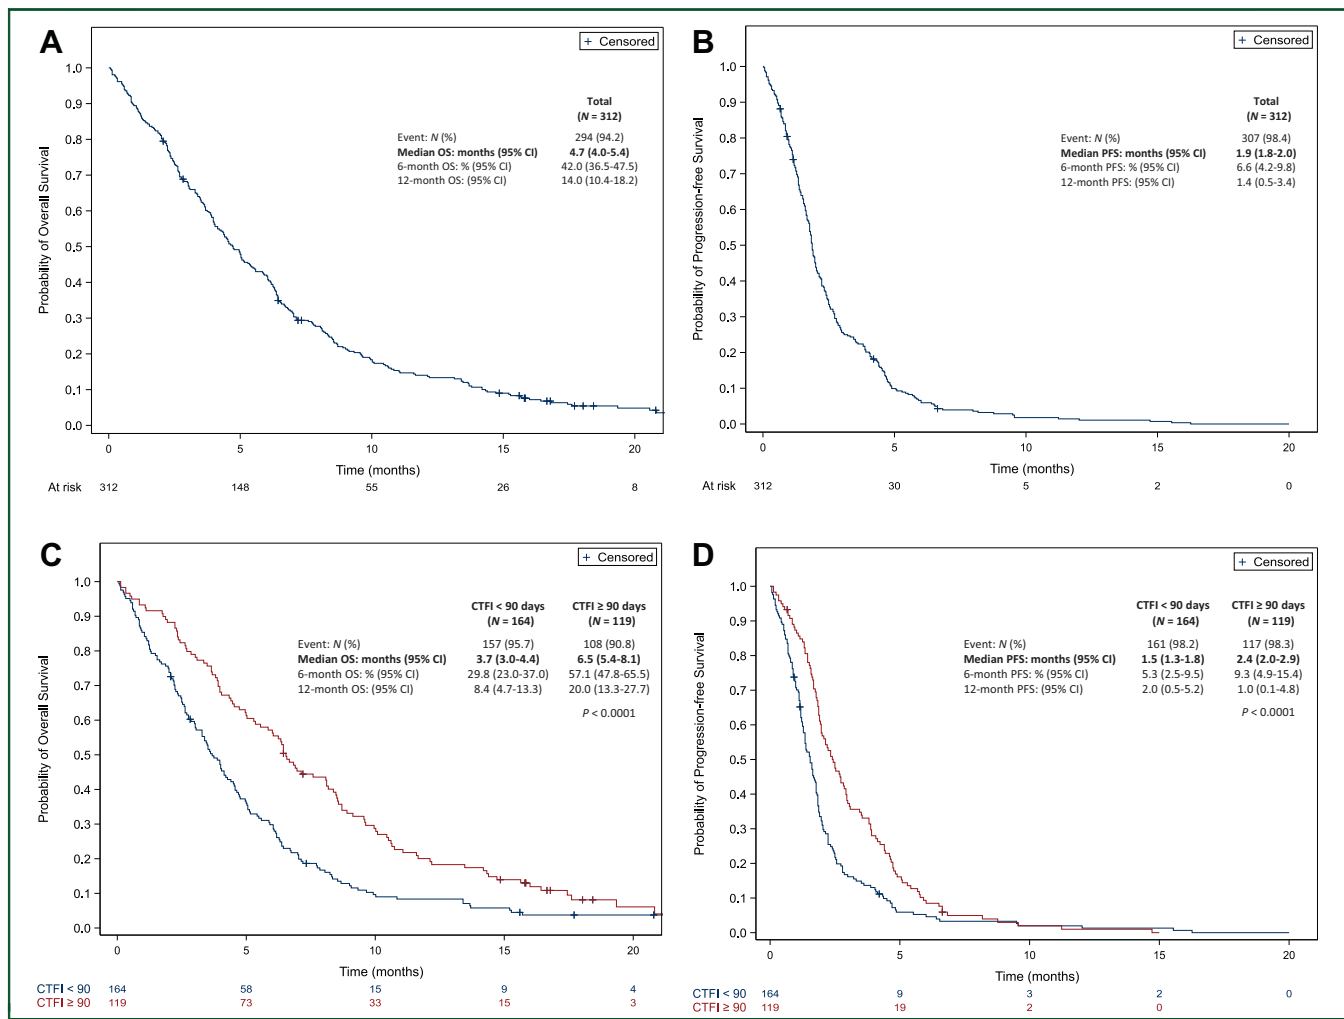 A
+ Censored
Probability of Overall Survival
1.0
0.9
0.8
0.7
0.6
0.5
0.4
0.3
0.2
0.1
0.0
Total
(N = 312)
Event: N (%) 294 (94.2)
Median OS: months (95% CI) 4.7 (4.0-5.4)
6-month OS: % (95% CI) 42.0 (36.5-47.5)
12-month OS: (95% CI) 14.0 (10.4-18.2)
0 5 10 15 20
Time (months)
At risk 312 148 55 26 8
B
+ Censored
Probability of Progression-free Survival
1.0
0.9
0.8
0.7
0.6
0.5
0.4
0.3
0.2
0.1
0.0
Total
(N = 312)
Event: N (%) 307 (98.4)
Median PFS: months (95% CI) 1.9 (1.8-2.0)
6-month PFS: % (95% CI) 6.6 (4.2-9.8)
12-month PFS: (95% CI) 1.4 (0.5-3.4)
0 5 10 15 20
Time (months)
At risk 312 30 5 2 0
C
+ Censored
Probability of Overall Survival
1.0
0.9
0.8
0.7
0.6
0.5
0.4
0.3
0.2
0.1
0.0
CTFI < 90 days CTFI ≥ 90 days
(N = 164) (N = 119)
Event: N (%) 157 (95.7) 108 (90.8)
Median OS: months (95% CI) 3.7 (3.0-4.4) 6.5 (5.4-8.1)
6-month OS: % (95% CI) 29.8 (23.0-37.0) 57.1 (47.8-65.5)
12-month OS: (95% CI) 8.4 (4.7-13.3) 20.0 (13.3-27.7)
P < 0.0001
0 5 10 15 20
Time (months)
CTFI < 90 164 58 15 9 4
CTFI ≥ 90 119 73 33 15 3
D
+ Censored
Probability of Progression-free Survival
1.0
0.9
0.8
0.7
0.6
0.5
0.4
0.3
0.2
0.1
0.0
CTFI < 90 days CTFI ≥ 90 days
(N = 164) (N = 119)
Event: N (%) 161 (98.2) 117 (98.3)
Median PFS: months (95% CI) 1.5 (1.3-1.8) 2.4 (2.0-2.9)
6-month PFS: % (95% CI) 5.3 (2.5-9.5) 9.3 (4.9-15.4)
12-month PFS: (95% CI) 2.0 (0.5-5.2) 1.0 (0.1-4.8)
P < 0.0001
0 5 10 15 20
Time (months)
CTFI < 90 164 9 3 2 0
CTFI ≥ 90 119 19 2 0